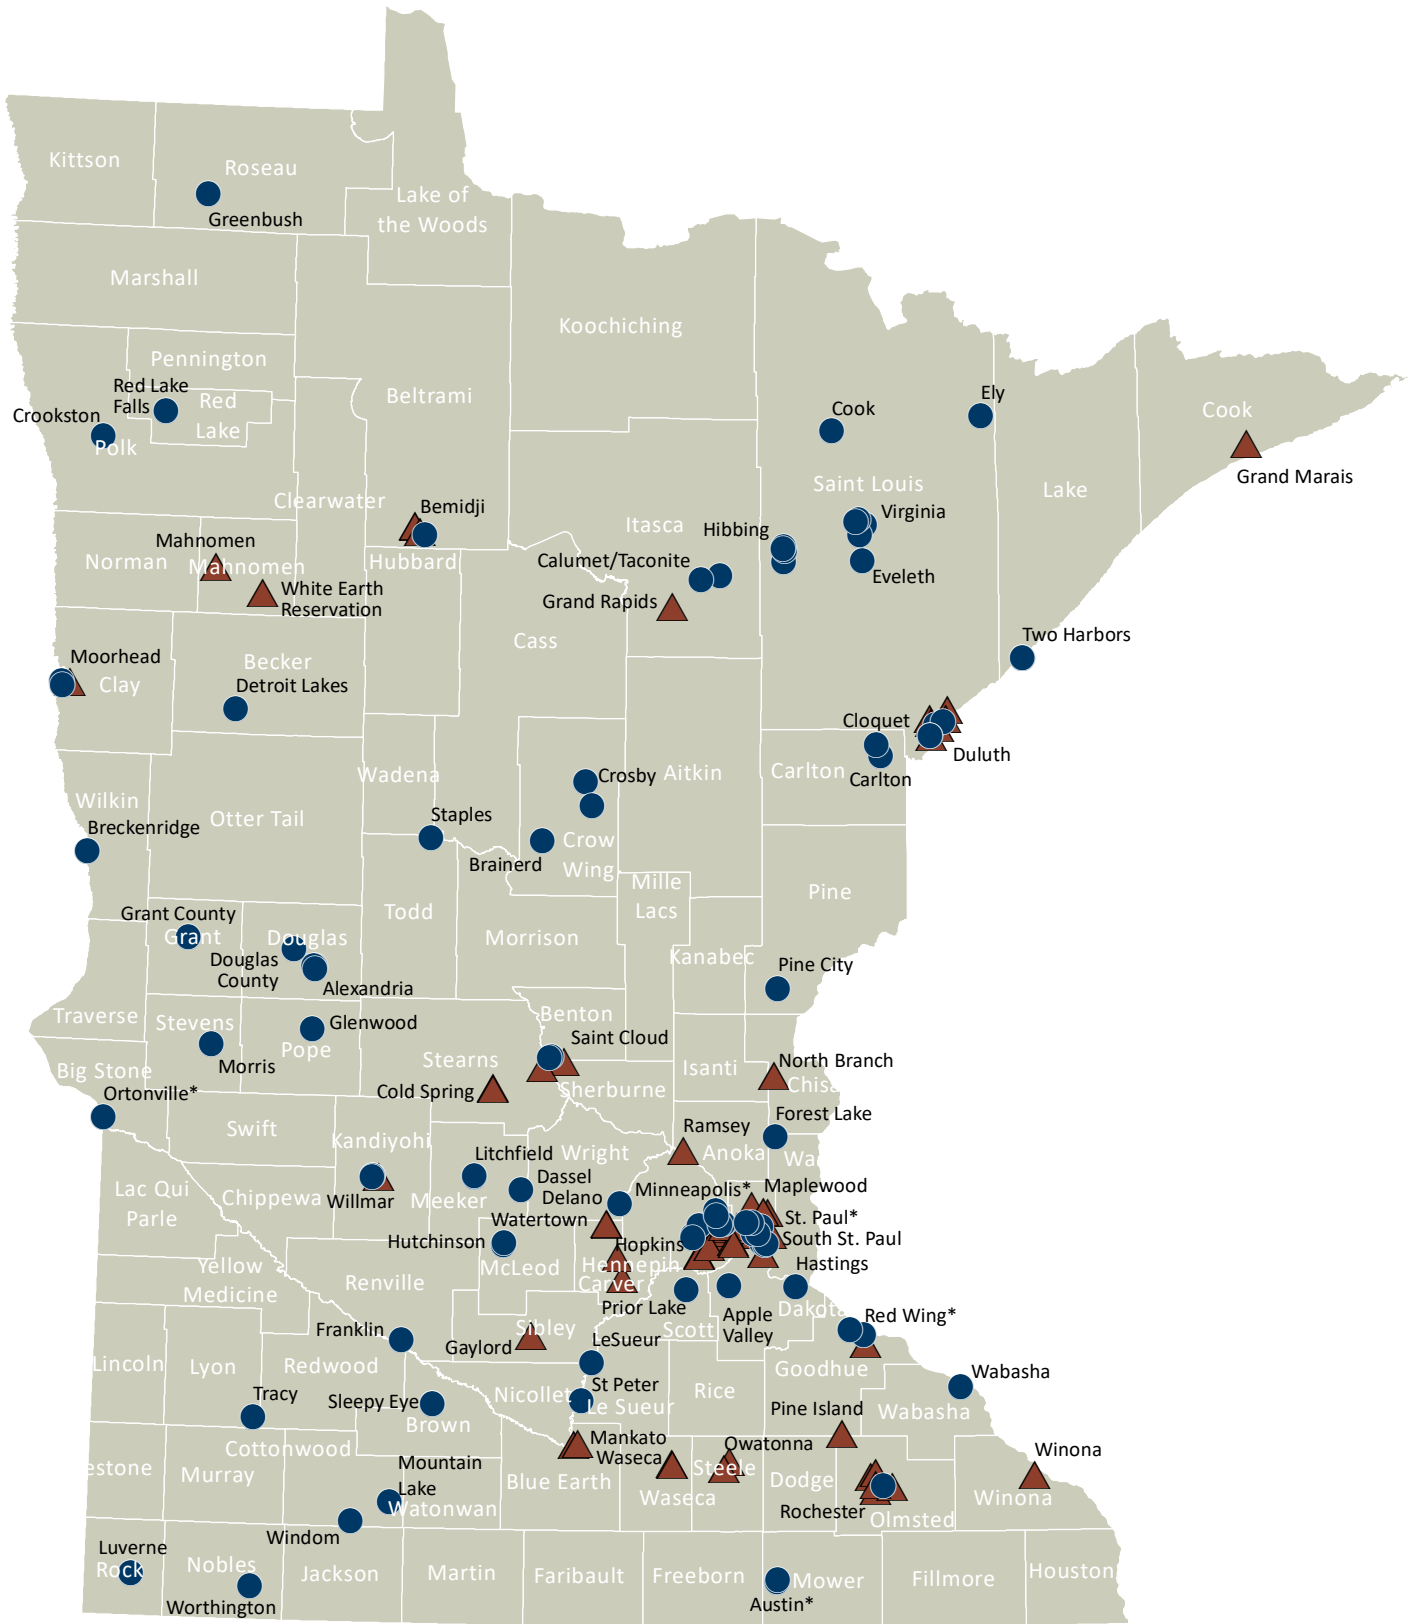 Kittson
Roseau
Lake of
the Woods
Greenbush
Marshall
Koochiching
Pennington
Red Lake
Falls
Red
Lake
Beltrami
Crookston
Polk
Ely
Cook
Cook
Grand Marais
Saint Louis
Lake
Clearwater
Bemidji
Itasca
Hibbing
Virginia
Mahnomen
Norman
Mahnomen
Hubbard
Calumet/Taconite
Eveleth
White Earth
Reservation
Grand Rapids
Cass
Two Harbors
Moorhead
Clay
Becker
Detroit Lakes
Cloquet
Duluth
Wadena
Crosby
Aitkin
Carlton
Carlton
Wilkin
Breckenridge
Otter Tail
Staples
Brainerd
Crow
Wing
Mille
Lacs
Pine
Grant County
Grant
Douglas
Todd
Morrison
Kanabec
Douglas
County
Alexandria
Pine City
Traverse
Stevens
Glenwood
Pope
Benton
Saint Cloud
Morris
Stearns
Isanti
North Branch
Chisa
Big Stone
Ortonville*
Cold Spring
Sherburne
Swift
Kandiyohi
Ramsey
Forest Lake
Anoka
Wa
Lac Qui
Parle
Chippewa
Willmar
Litchfield
Meeker
Wright
Dassel
Delano
Minneapolis*
Maplewood
Watertown
St. Paul*
Hutchinson
McLeod
Hopkins
South St. Paul
Yellow
Medicine
Renville
Hennepin
Carver
Hastings
Prior Lake
Apple
Valley
Dakota
Scott
Red Wing*
Franklin
Sibley
Gaylord
LeSueur
Lincoln
Lyon
Redwood
Goodhue
Wabasha
Tracy
Sleepy Eye
Brown
Nicollet
St Peter
Le Sueur
Rice
Wabasha
Pine Island
Cottonwood
Mankato
Waseca
Owatonna
Winona
estone
Murray
Mountain
Lake
Watonwan
Blue Earth
Waseca
Steele
Dodge
Rochester
Olmsted
Winona
Windom
Luverne
Rock
Nobles
Worthington
Jackson
Martin
Faribault
Freeborn
Mower
Austin*
Fillmore
Houston